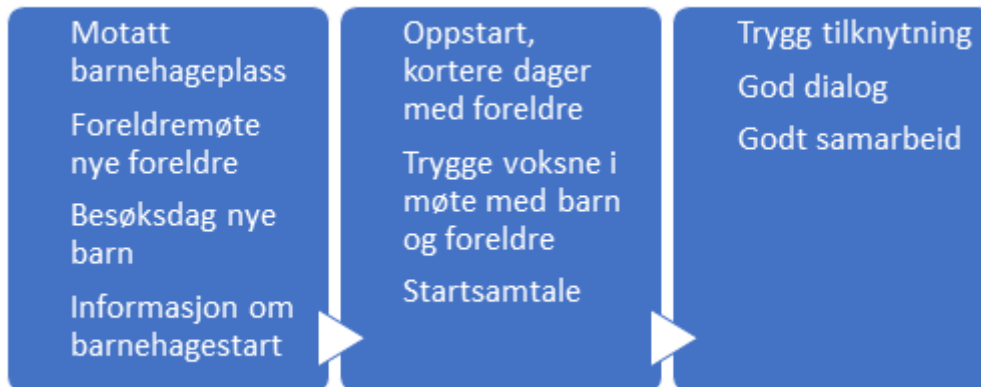 Motatt
barnehageplass
Foreldremøte
nye foreldre
Besøksdag nye
barn
Informasjon om
barnehagestart
Oppstart,
kortere dager
med foreldre
Trygge voksne i
møte med barn
og foreldre
Startsamtale
Trygg tilknytning
God dialog
Godt samarbeid